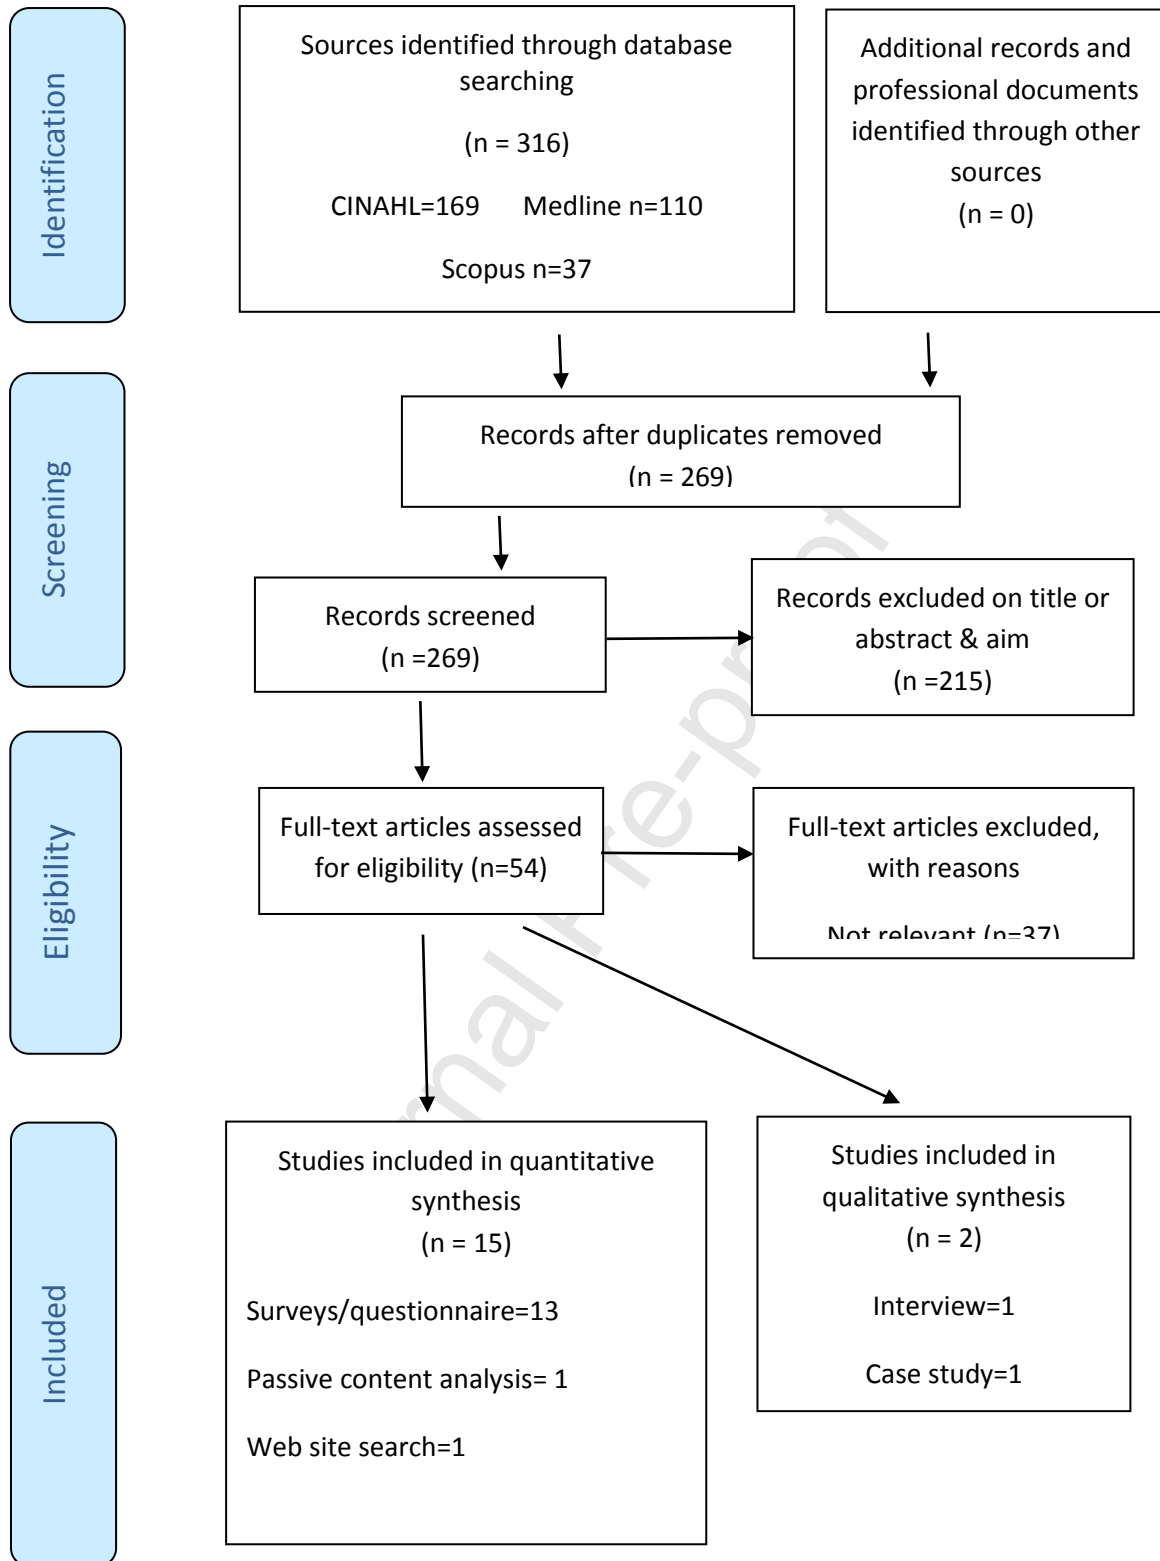 Identification
Sources identified through database
searching
(n = 316)
CINAHL=169 Medline n=110
Scopus n=37
Additional records and
professional documents
identified through other
sources
(n = 0)
Screening
Records after duplicates removed
(n = 269)
Records screened
(n =269)
Records excluded on title or
abstract & aim
(n =215)
Eligibility
Full-text articles assessed
for eligibility (n=54)
Full-text articles excluded,
with reasons
Not relevant (n=37)
Included
Studies included in quantitative
synthesis
(n = 15)
Surveys/questionnaire=13
Passive content analysis= 1
Web site search=1
Studies included in
qualitative synthesis
(n = 2)
Interview=1
Case study=1